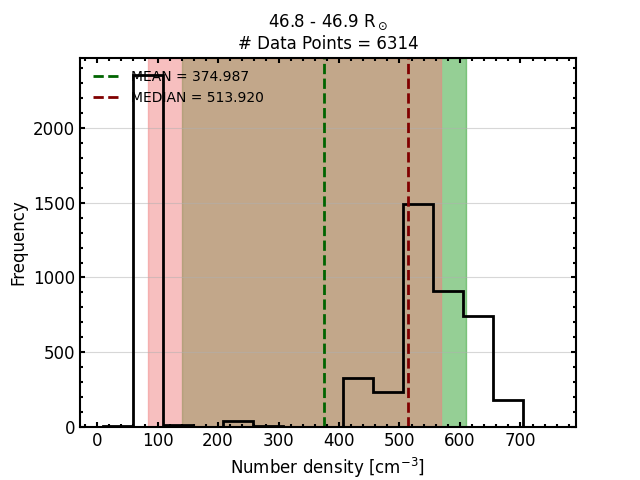 46.8 - 46.9 R⊙
# Data Points = 6314
MEAN = 374.987
MEDIAN = 513.920
Frequency
2000
1500
1000
500
0
0 100 200 300 400 500 600 700
Number density [cm⁻³]